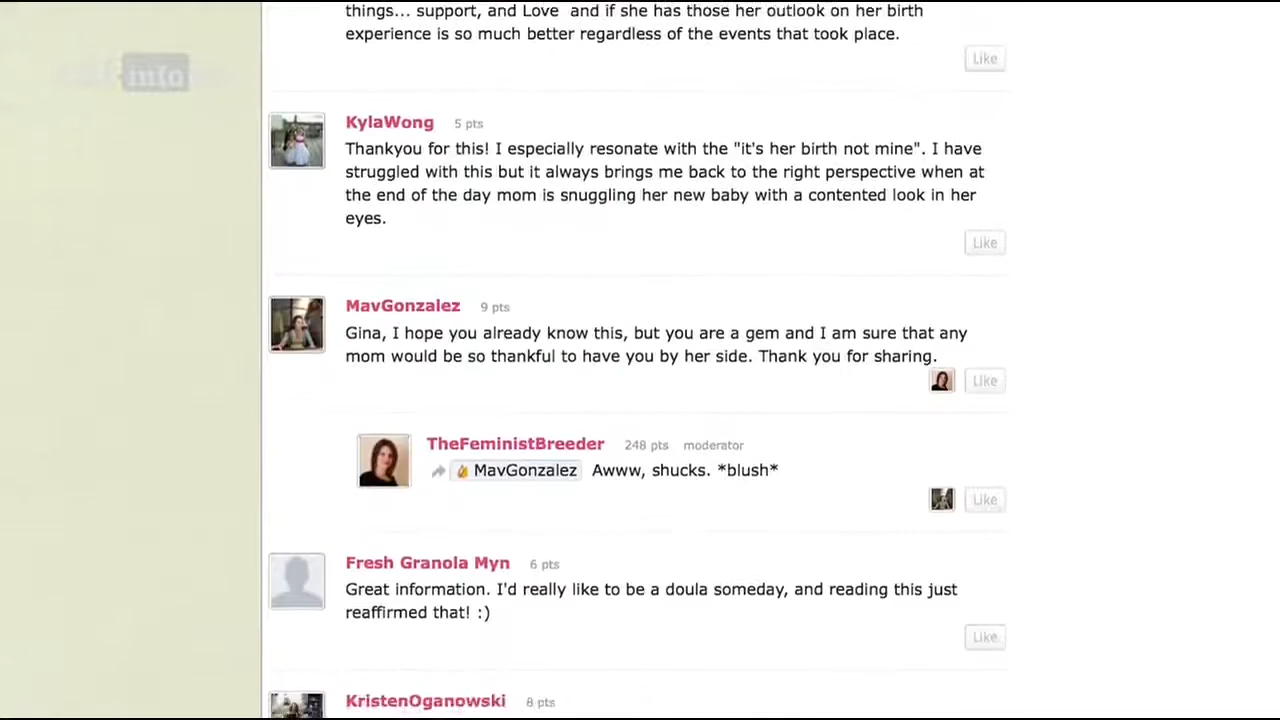 things... support, and Love and if she has those her outlook on her birth
experience is so much better regardless of the events that took place.
Like
info
KylaWong 5 pts
Thankyou for this! I especially resonate with the "it's her birth not mine". I have
struggled with this but it always brings me back to the right perspective when at
the end of the day mom is snuggling her new baby with a contented look in her
eyes.
Like
MavGonzalez 9 pts
Gina, I hope you already know this, but you are a gem and I am sure that any
mom would be so thankful to have you by her side. Thank you for sharing.
Like
TheFeministBreeder 248 pts moderator
MavGonzalez Awww, shucks. *blush*
Like
Fresh Granola Myn 6 pts
Great information. I'd really like to be a doula someday, and reading this just
reaffirmed that! :)
Like
KristenOganowski 8 pts